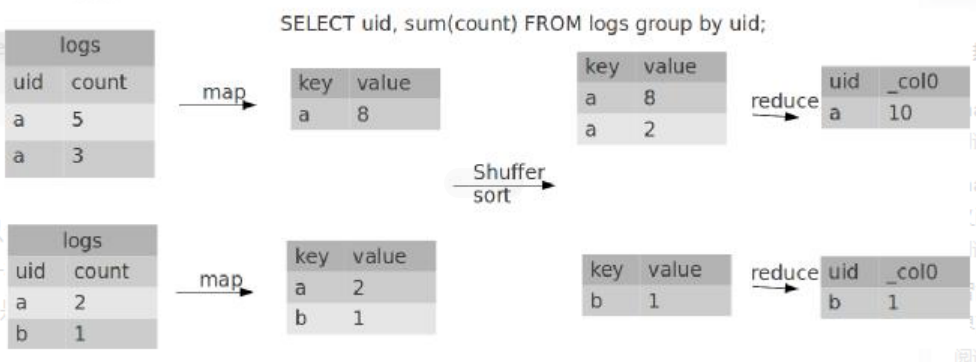 SELECT uid, sum(count) FROM logs group by uid;
logs
uid count
a 5
a 3
map
key value
a 8
key value
a 8
a 2
reduce
uid _col0
a 10
Shuffer
sort
logs
uid count
a 2
b 1
map
key value
a 2
b 1
key value
b 1
reduce
uid _col0
b 1